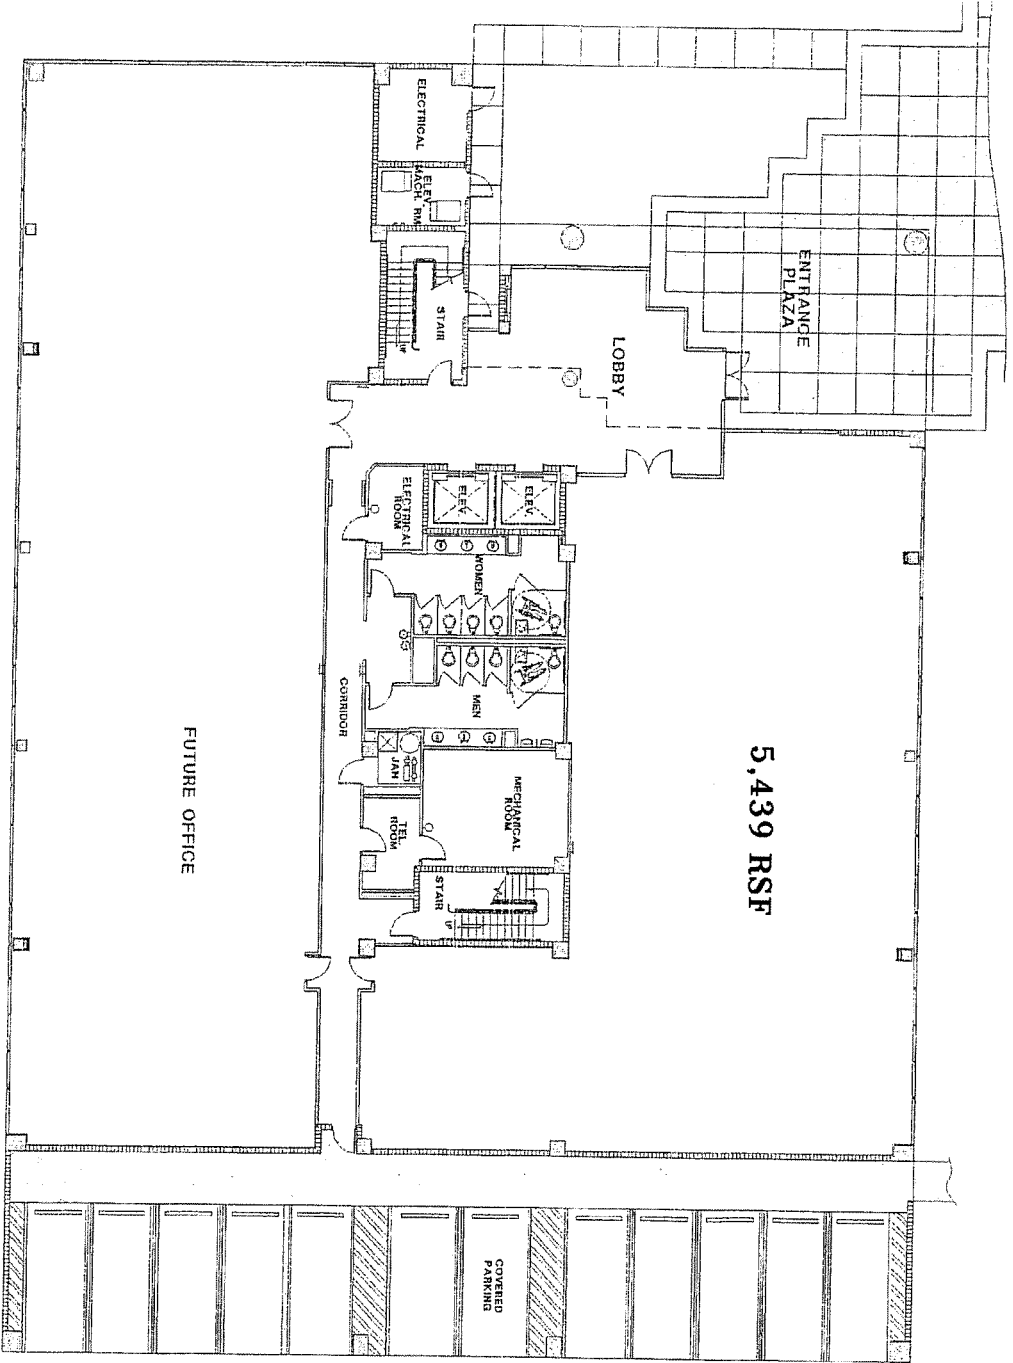 ENTRANCE
PLAZA
LOBBY
ELECTRICAL
ELEV.
MACH. RM.
STAIR
UP
ELEV.
ELEV.
ELECTRICAL
ROOM
WOMEN
MEN
5,439 RSF
MECHANICAL
ROOM
JAN
TEL.
ROOM
STAIR
UP
CORRIDOR
FUTURE OFFICE
COVERED
PARKING